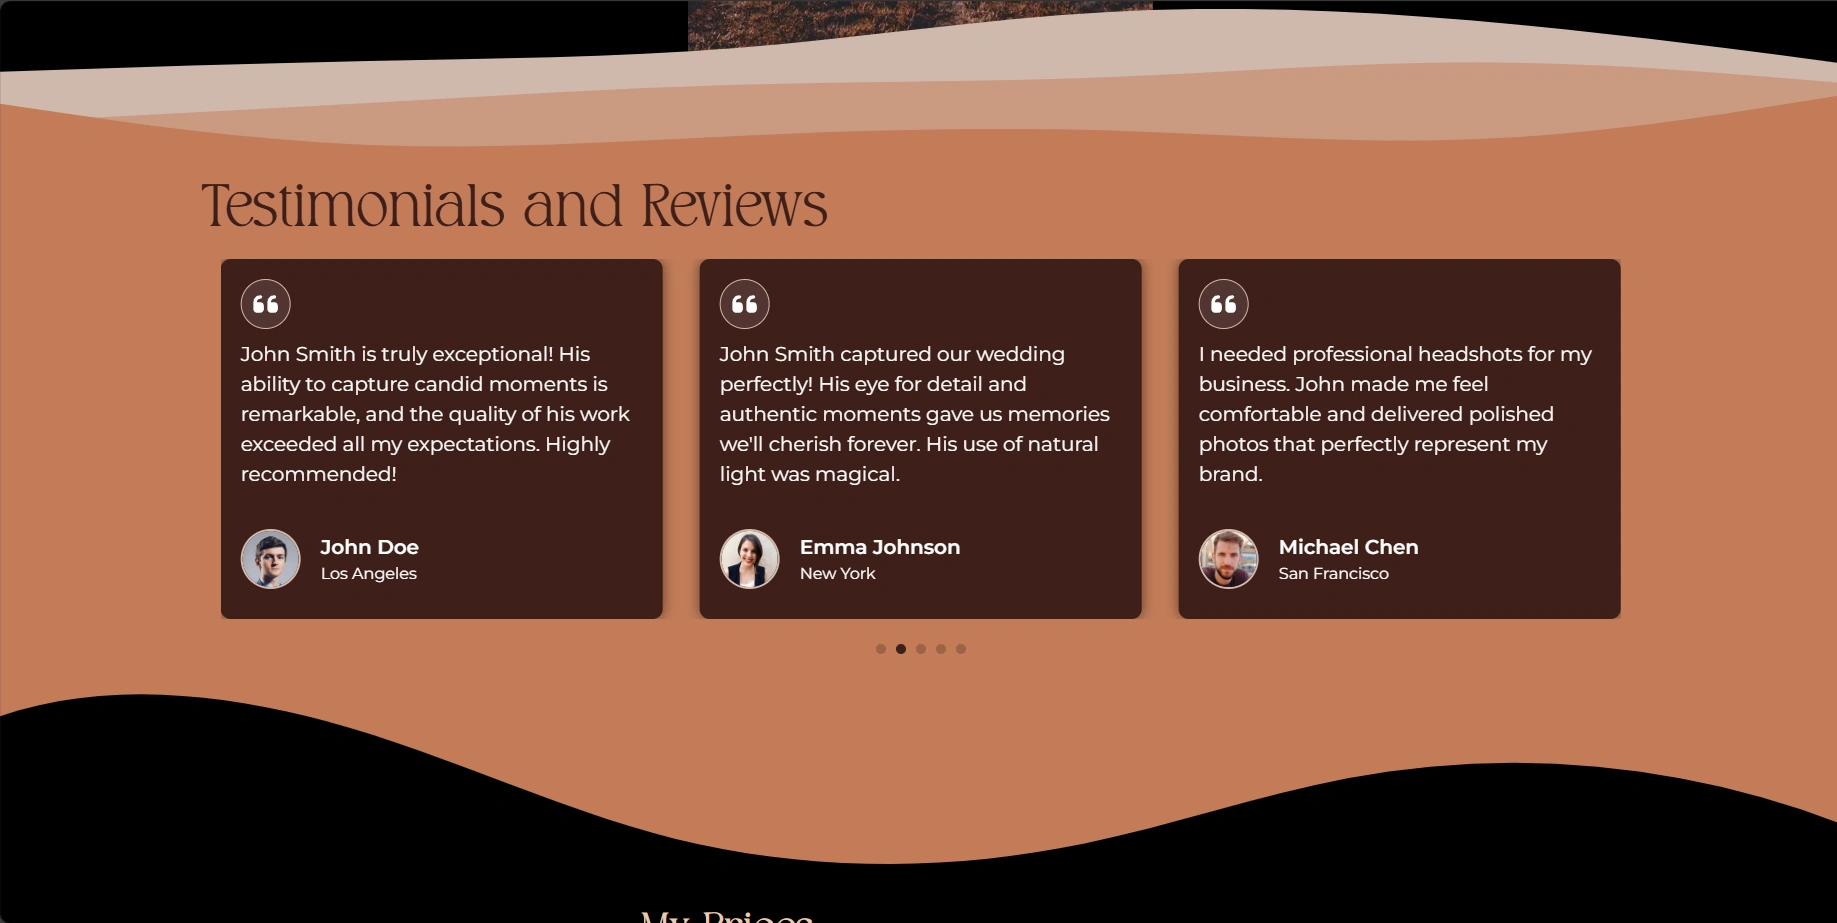 Testimonials and Reviews
John Smith is truly exceptional! His
ability to capture candid moments is
remarkable, and the quality of his work
exceeded all my expectations. Highly
recommended!
John Doe
Los Angeles
John Smith captured our wedding
perfectly! His eye for detail and
authentic moments gave us memories
we'll cherish forever. His use of natural
light was magical.
Emma Johnson
New York
I needed professional headshots for my
business. John made me feel
comfortable and delivered polished
photos that perfectly represent my
brand.
Michael Chen
San Francisco
My Prices